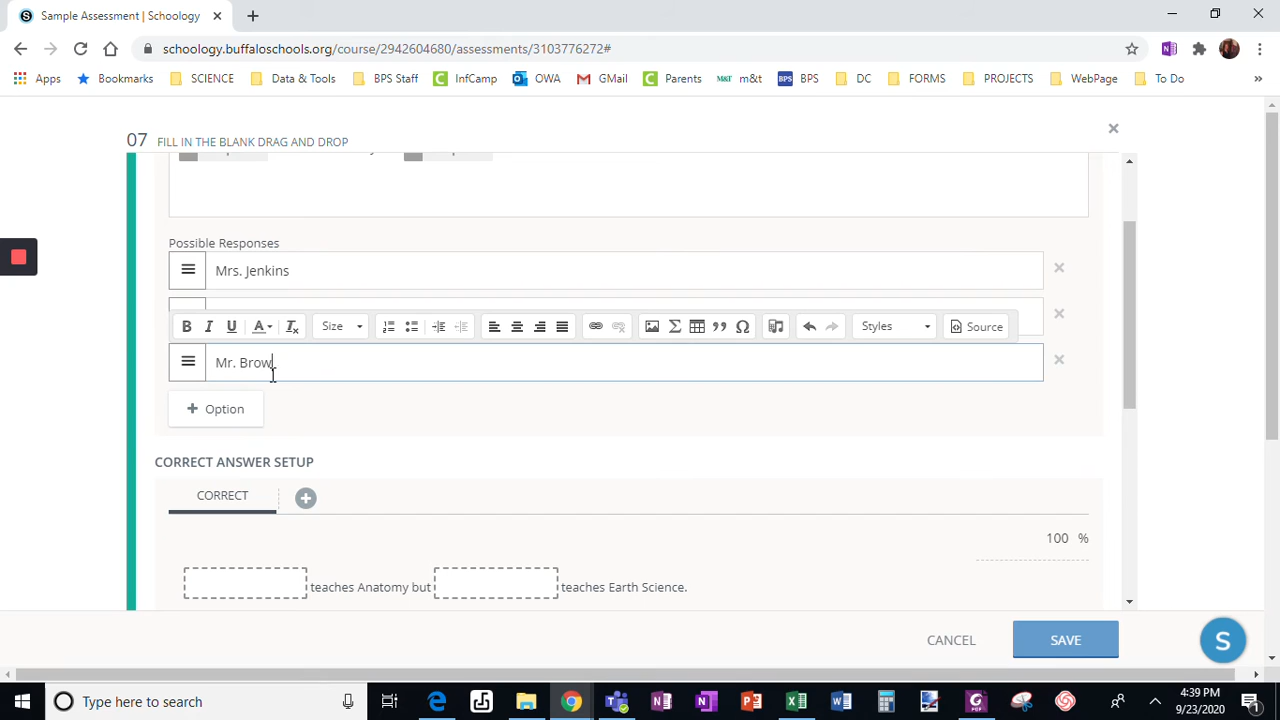 Sample Assessment | Schoology
schoology.buffaloschools.org/course/2942604680/assessments/3103776272#
Apps Bookmarks SCIENCE Data & Tools BPS Staff InfCamp OWA GMail Parents M&T m&t BPS BPS DC FORMS PROJECTS WebPage To Do »
07 FILL IN THE BLANK DRAG AND DROP
Possible Responses
Mrs. Jenkins
B I U A Tx Size Styles Source
Mr. Brow
+ Option
CORRECT ANSWER SETUP
CORRECT
100 %
teaches Anatomy but teaches Earth Science.
CANCEL SAVE S
Type here to search
4:39 PM
9/23/2020